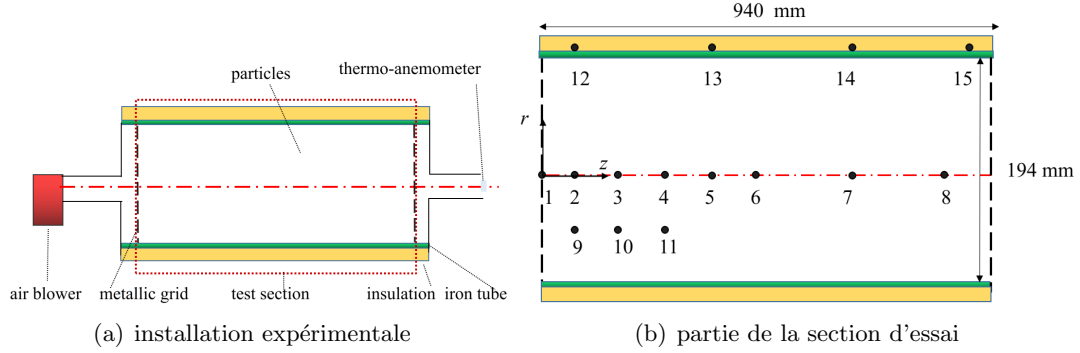 particles
thermo-anemometer
air blower
metallic grid
test section
insulation
iron tube
(a) installation expérimentale
940 mm
12
13
14
15
r
z
194 mm
1
2
3
4
5
6
7
8
9
10
11
(b) partie de la section d'essai